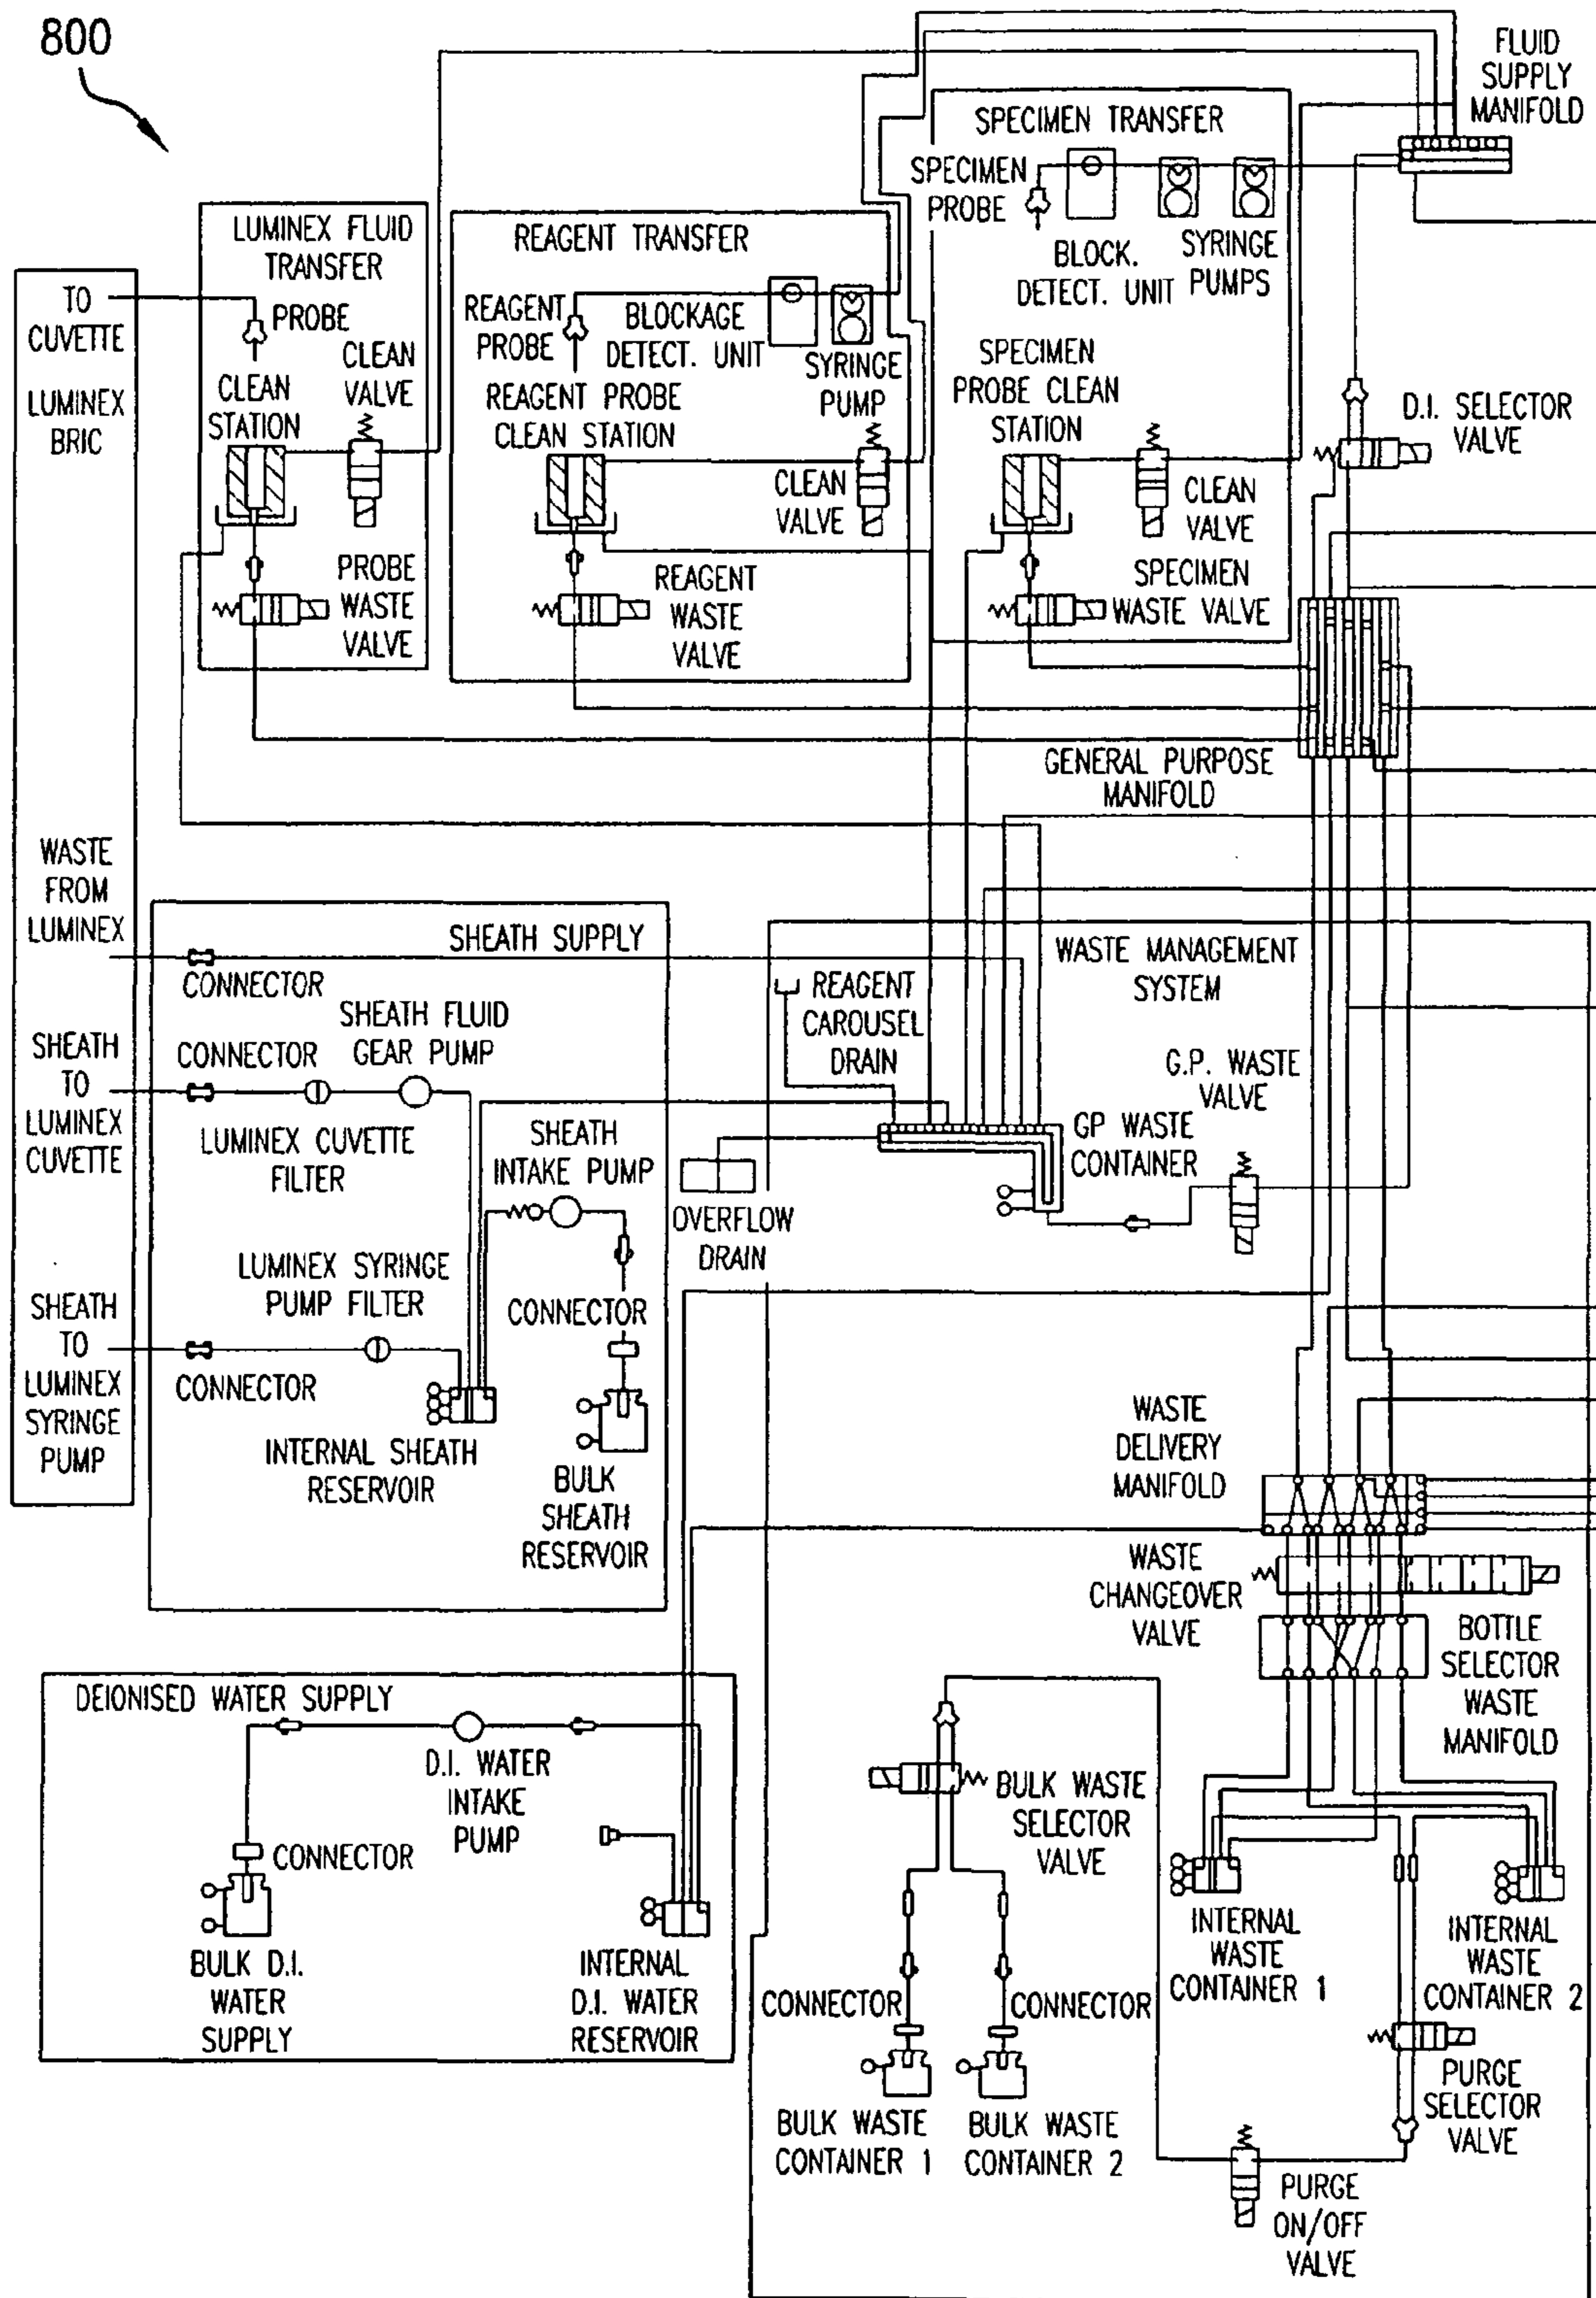 800
FLUID
SUPPLY
MANIFOLD
SPECIMEN TRANSFER
SPECIMEN
PROBE
BLOCK.
DETECT. UNIT
SYRINGE
PUMPS
LUMINEX FLUID
TRANSFER
PROBE
CLEAN
VALVE
CLEAN
STATION
PROBE
WASTE
VALVE
REAGENT TRANSFER
REAGENT
PROBE
BLOCKAGE
DETECT. UNIT
SYRINGE
PUMP
REAGENT PROBE
CLEAN STATION
CLEAN
VALVE
REAGENT
WASTE
VALVE
SPECIMEN
PROBE CLEAN
STATION
CLEAN
VALVE
SPECIMEN
WASTE VALVE
D.I. SELECTOR
VALVE
TO
CUVETTE
LUMINEX
BRIC
WASTE
FROM
LUMINEX
SHEATH
TO
LUMINEX
CUVETTE
SHEATH
TO
LUMINEX
SYRINGE
PUMP
GENERAL PURPOSE
MANIFOLD
SHEATH SUPPLY
CONNECTOR
SHEATH FLUID
GEAR PUMP
CONNECTOR
LUMINEX CUVETTE
FILTER
SHEATH
INTAKE PUMP
LUMINEX SYRINGE
PUMP FILTER
CONNECTOR
CONNECTOR
INTERNAL SHEATH
RESERVOIR
BULK
SHEATH
RESERVOIR
WASTE MANAGEMENT
SYSTEM
REAGENT
CAROUSEL
DRAIN
G.P. WASTE
VALVE
GP WASTE
CONTAINER
OVERFLOW
DRAIN
WASTE
DELIVERY
MANIFOLD
WASTE
CHANGEOVER
VALVE
BOTTLE
SELECTOR
WASTE
MANIFOLD
DEIONISED WATER SUPPLY
D.I. WATER
INTAKE
PUMP
CONNECTOR
BULK D.I.
WATER
SUPPLY
INTERNAL
D.I. WATER
RESERVOIR
BULK WASTE
SELECTOR
VALVE
CONNECTOR
CONNECTOR
BULK WASTE
CONTAINER 1
BULK WASTE
CONTAINER 2
INTERNAL
WASTE
CONTAINER 1
INTERNAL
WASTE
CONTAINER 2
PURGE
SELECTOR
VALVE
PURGE
ON/OFF
VALVE